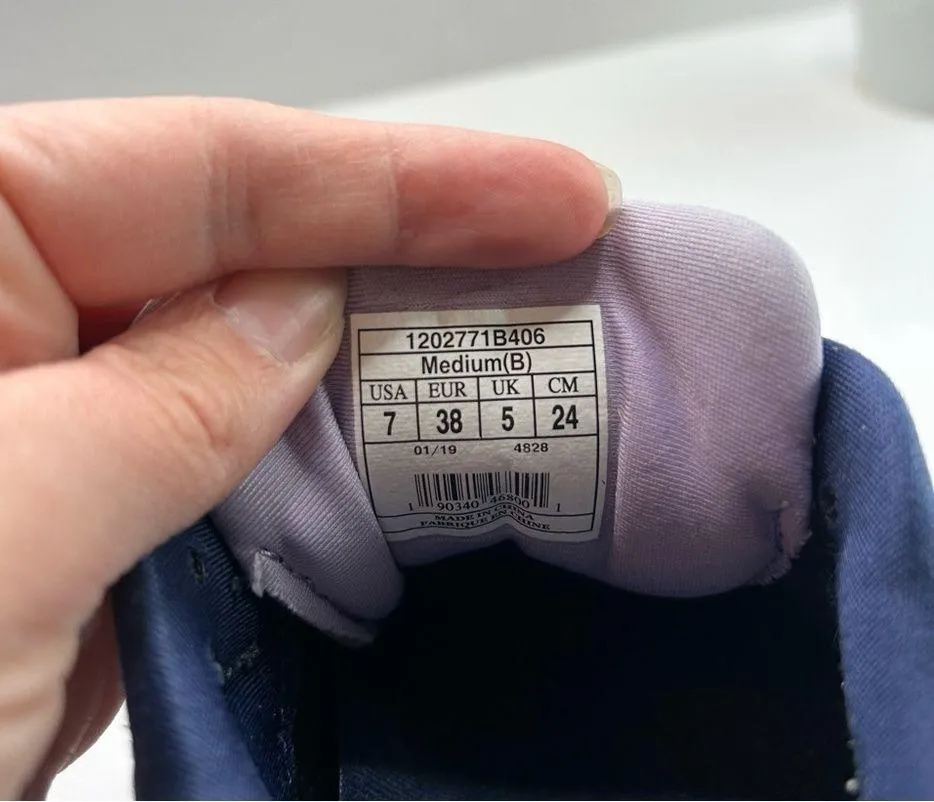 1202771B406
Medium(B)
USA EUR UK CM
7 38 5 24
01/19 4828
1 90340 46800 1
MADE IN CHINA
FABRIQUE EN CHINE